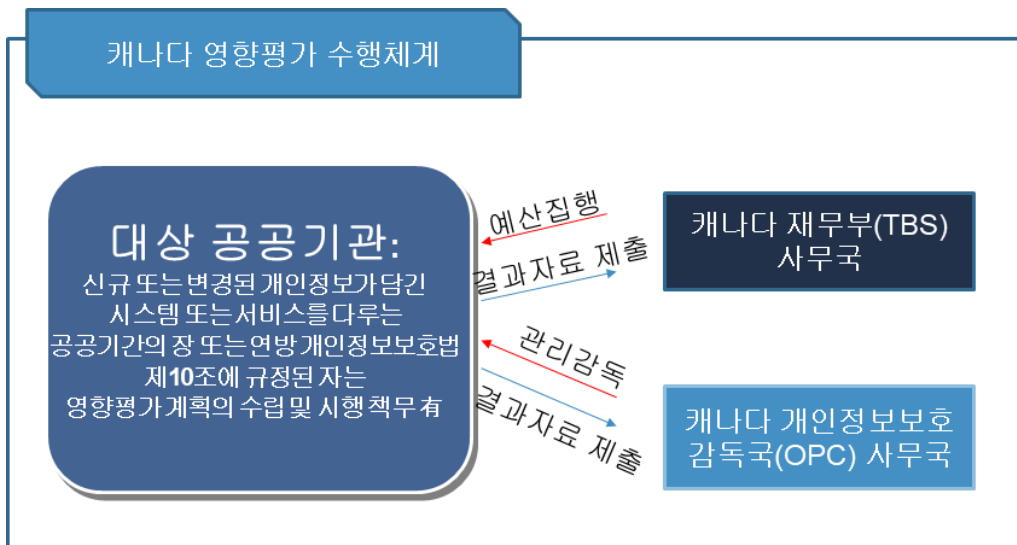 캐나다 영향평가 수행체계
대상 공공기관:
신규 또는 변경된 개인정보가 담긴
시스템 또는 서비스를 다루는
공공기간의 장 또는 연방 개인정보보호법
제10조에 규정된 자는
영향평가계획의 수립 및 시행 책무 有
예산집행
결과자료 제출
관리감독
결과자료 제출
캐나다 재무부(TBS)
사무국
캐나다 개인정보보호
감독국(OPC) 사무국